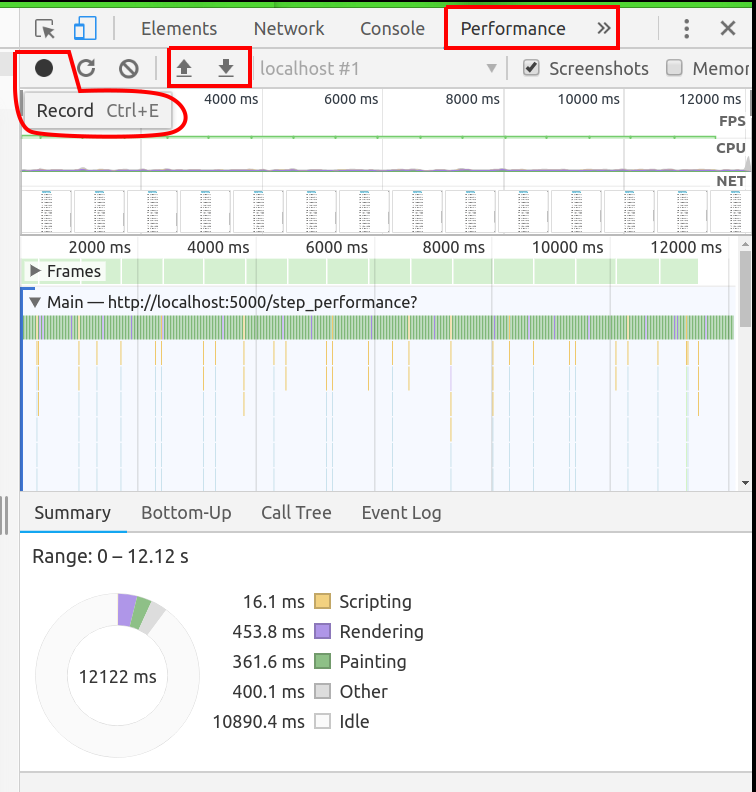 Elements Network Console Performance »
localhost #1 Screenshots Memor
Record Ctrl+E
4000 ms 6000 ms 8000 ms 10000 ms 12000 ms
FPS
CPU
NET
2000 ms 4000 ms 6000 ms 8000 ms 10000 ms 12000 ms
Frames
Main — http://localhost:5000/step_performance?
Summary Bottom-Up Call Tree Event Log
Range: 0 – 12.12 s
16.1 ms Scripting
453.8 ms Rendering
361.6 ms Painting
12122 ms
400.1 ms Other
10890.4 ms Idle